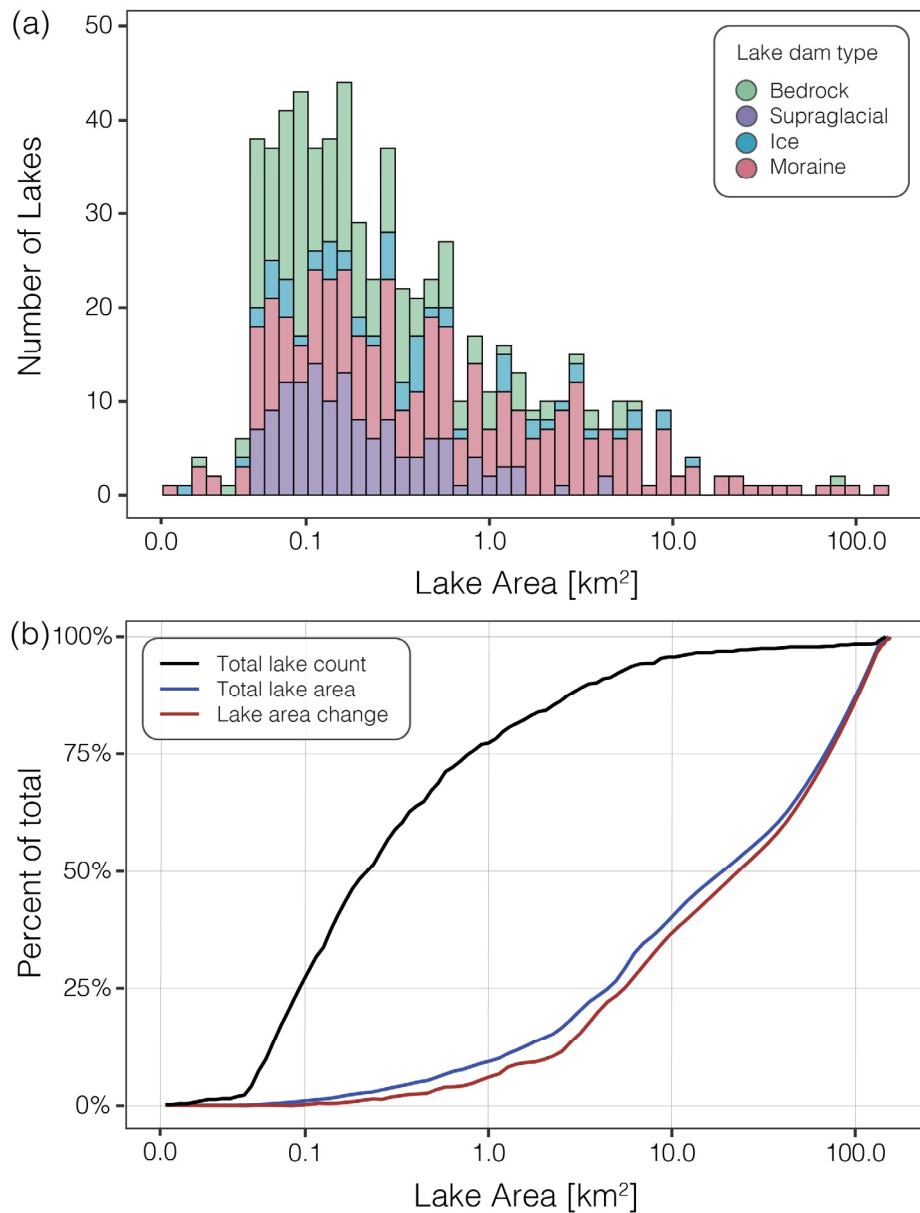 (a)
50
40
30
20
10
0
Number of Lakes
Lake dam type
Bedrock
Supraglacial
Ice
Moraine
0.0 0.1 1.0 10.0 100.0
Lake Area [km²]
(b)
100%
75%
50%
25%
0%
Percent of total
Total lake count
Total lake area
Lake area change
0.0 0.1 1.0 10.0 100.0
Lake Area [km²]